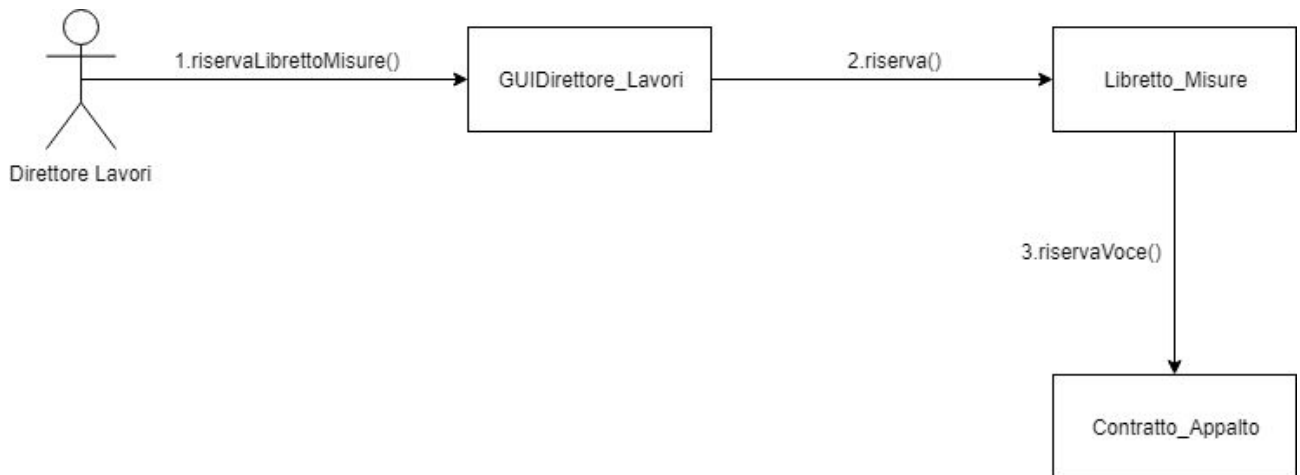 1.riservaLibrettoMisure()
GUIDirettore_Lavori
2.riserva()
Libretto_Misure
Direttore Lavori
3.riservaVoce()
Contratto_Appalto